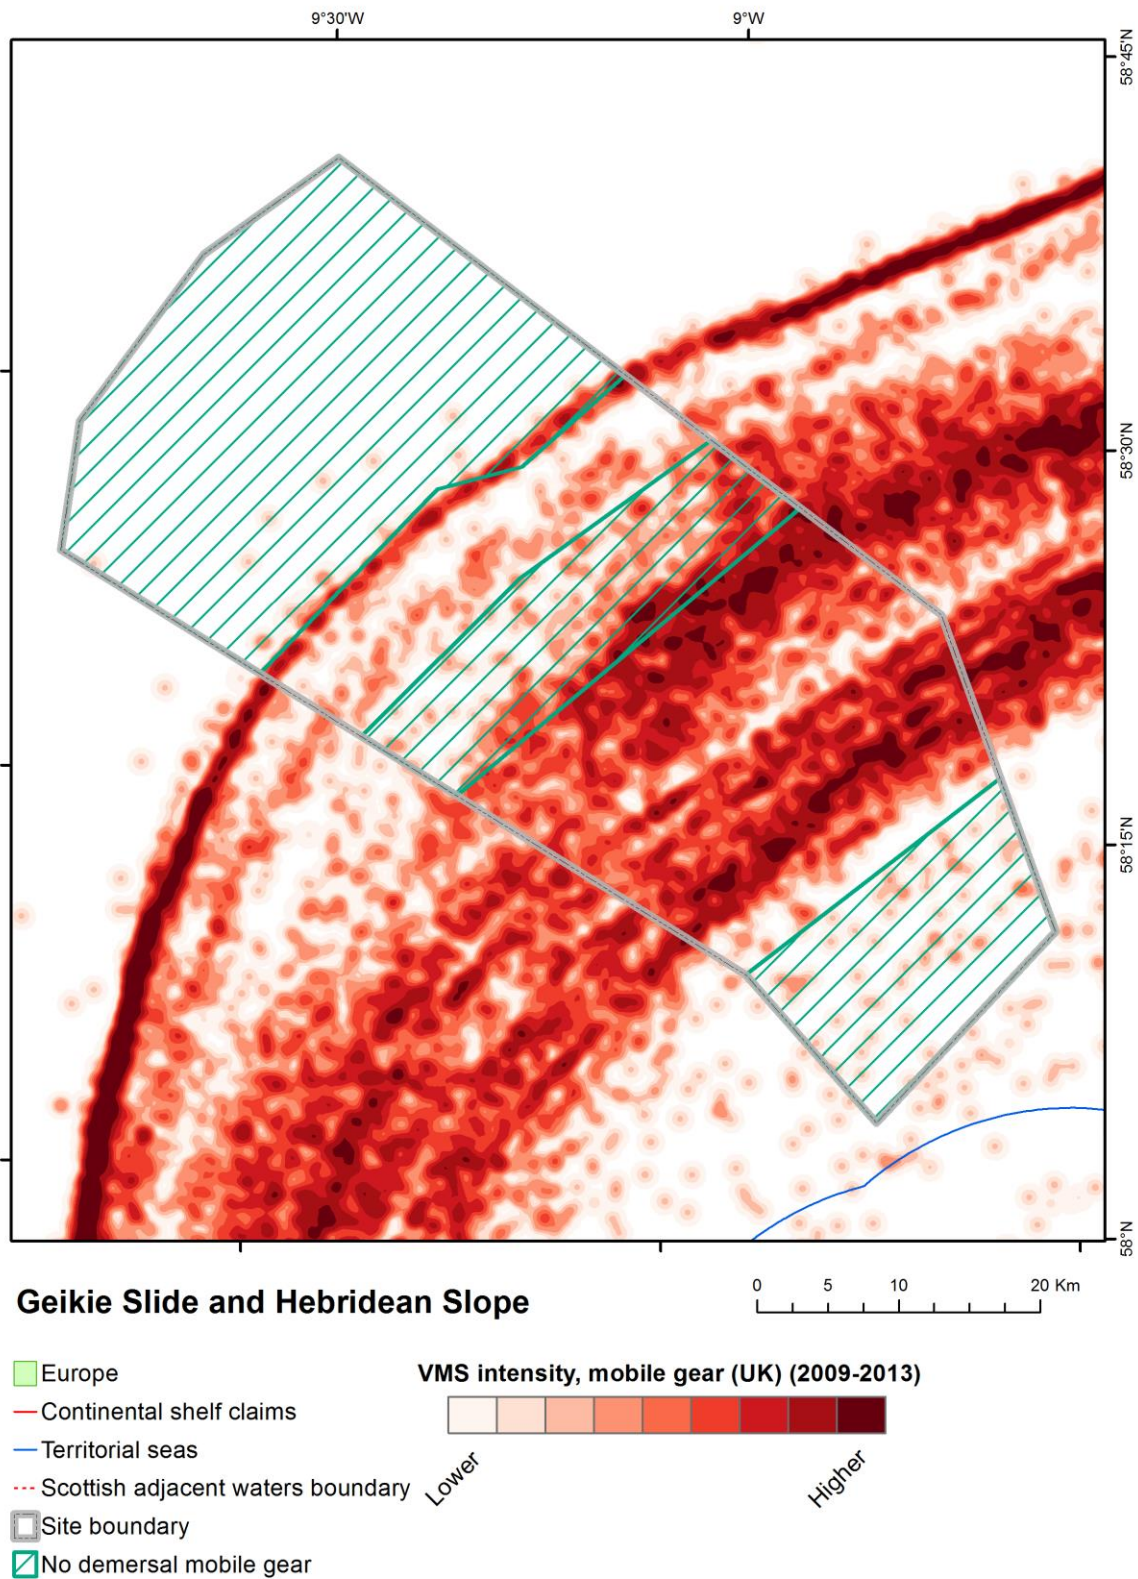 9°30'W
9°W
58°45'N
58°30'N
58°15'N
58°N
Geikie Slide and Hebridean Slope
0 5 10 20 Km
Europe
Continental shelf claims
Territorial seas
Scottish adjacent waters boundary
Site boundary
No demersal mobile gear
VMS intensity, mobile gear (UK) (2009-2013)
Lower
Higher